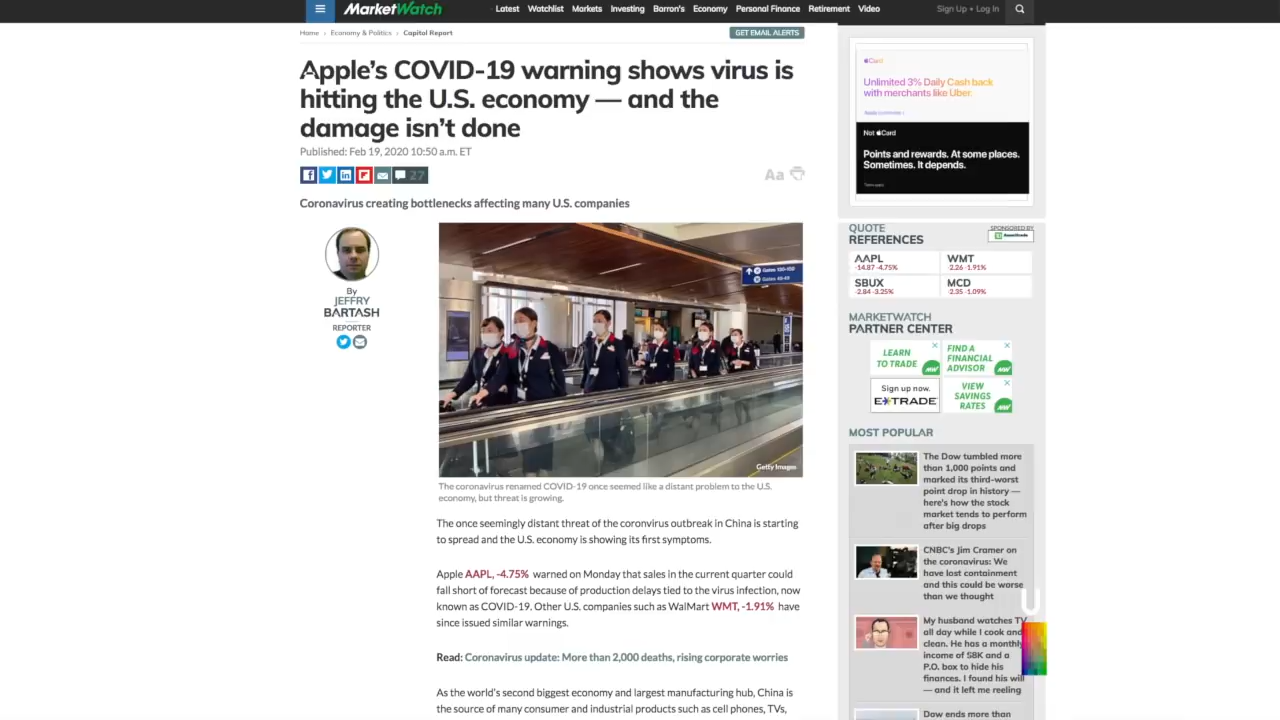 MarketWatch
Latest Watchlist Markets Investing Barron's Economy Personal Finance Retirement Video
Sign Up • Log In
Home › Economy & Politics › Capitol Report
GET EMAIL ALERTS
Apple's COVID-19 warning shows virus is
hitting the U.S. economy — and the
damage isn't done
Published: Feb 19, 2020 10:50 a.m. ET
27
Aa
Coronavirus creating bottlenecks affecting many U.S. companies
By
JEFFRY
BARTASH
REPORTER
Gates 130-150
Getty Images
The coronavirus renamed COVID-19 once seemed like a distant problem to the U.S.
economy, but threat is growing.
The once seemingly distant threat of the coronvirus outbreak in China is starting
to spread and the U.S. economy is showing its first symptoms.
Apple AAPL, -4.75% warned on Monday that sales in the current quarter could
fall short of forecast because of production delays tied to the virus infection, now
known as COVID-19. Other U.S. companies such as WalMart WMT, -1.91% have
since issued similar warnings.
Read: Coronavirus update: More than 2,000 deaths, rising corporate worries
As the world's second biggest economy and largest manufacturing hub, China is
the source of many consumer and industrial products such as cell phones, TVs,
Card
Unlimited 3% Daily Cash back
with merchants like Uber.
Not Card
Points and rewards. At some places.
Sometimes. It depends.
QUOTE
REFERENCES
SPONSORED BY
Ameritrade
AAPL
-14.87 -4.75%
WMT
-2.26 -1.91%
SBUX
-2.84 -3.25%
MCD
-2.35 -1.09%
MARKETWATCH
PARTNER CENTER
LEARN
TO TRADE
FIND A
FINANCIAL
ADVISOR
Sign up now.
E*TRADE
VIEW
SAVINGS
RATES
MOST POPULAR
The Dow tumbled more
than 1,000 points and
marked its third-worst
point drop in history —
here's how the stock
market tends to perform
after big drops
CNBC's Jim Cramer on
the coronavirus: We
have lost containment
and this could be worse
than we thought
My husband watches TV
all day while I cook and
clean. He has a monthly
income of $8K and a
P.O. box to hide his
finances. I found his will
— and it left me reeling
Dow ends more than
U